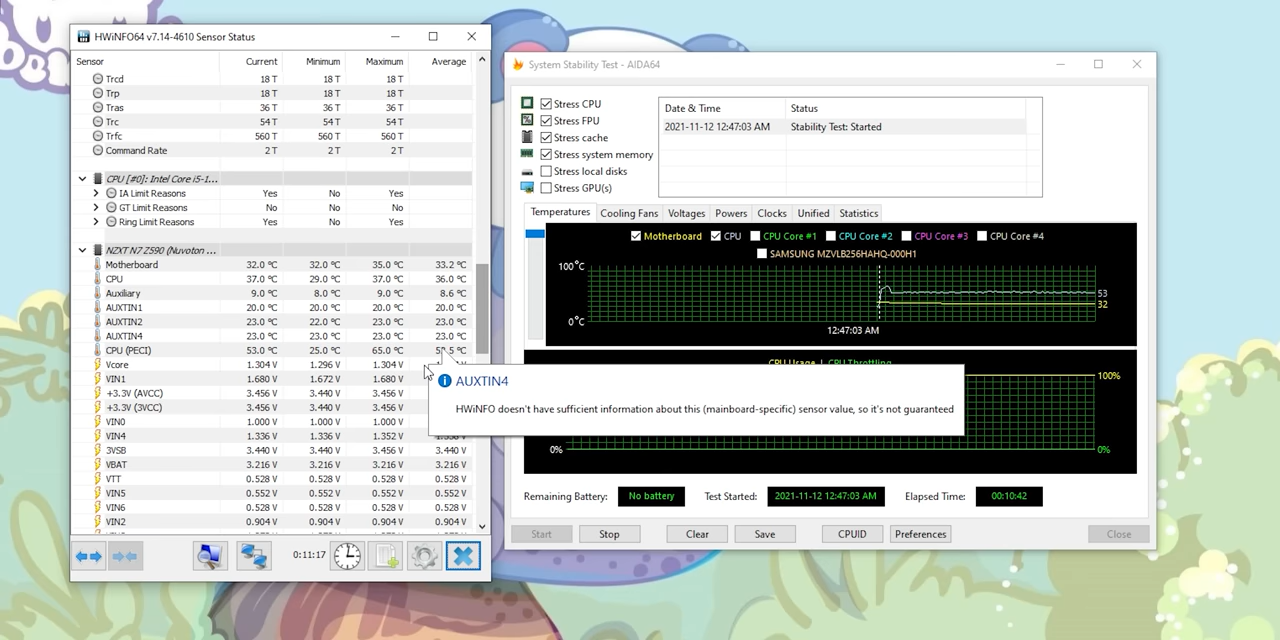 HWiNFO64 v7.14-4610 Sensor Status
Sensor Current Minimum Maximum Average
Trcd 18 T 18 T 18 T
Trp 18 T 18 T 18 T
Tras 36 T 36 T 36 T
Trc 54 T 54 T 54 T
Trfc 560 T 560 T 560 T
Command Rate 2 T 2 T 2 T
CPU [#0]: Intel Core i5-1...
IA Limit Reasons Yes No Yes
GT Limit Reasons No No No
Ring Limit Reasons Yes No Yes
NZXT N7 Z590 (Nuvoton ...
Motherboard 32.0 °C 32.0 °C 35.0 °C 33.2 °C
CPU 37.0 °C 29.0 °C 37.0 °C 36.0 °C
Auxiliary 9.0 °C 8.0 °C 9.0 °C 8.6 °C
AUXTIN1 20.0 °C 20.0 °C 20.0 °C 20.0 °C
AUXTIN2 23.0 °C 22.0 °C 23.0 °C 23.0 °C
AUXTIN4 23.0 °C 23.0 °C 23.0 °C 23.0 °C
CPU (PECI) 53.0 °C 25.0 °C 65.0 °C
Vcore 1.304 V 1.296 V 1.304 V
VIN1 1.680 V 1.672 V 1.680 V
+3.3V (AVCC) 3.456 V 3.440 V 3.456 V
+3.3V (3VCC) 3.456 V 3.440 V 3.456 V
VIN0 1.000 V 1.000 V 1.000 V
VIN4 1.336 V 1.336 V 1.352 V
3VSB 3.440 V 3.440 V 3.456 V 3.440 V
VBAT 3.216 V 3.216 V 3.216 V 3.216 V
VTT 0.528 V 0.528 V 0.528 V 0.528 V
VIN5 0.552 V 0.552 V 0.552 V 0.552 V
VIN6 0.528 V 0.528 V 0.528 V 0.528 V
VIN2 0.904 V 0.904 V 0.904 V 0.904 V
0:11:17
System Stability Test - AIDA64
Stress CPU
Stress FPU
Stress cache
Stress system memory
Stress local disks
Stress GPU(s)
Date & Time Status
2021-11-12 12:47:03 AM Stability Test: Started
Temperatures Cooling Fans Voltages Powers Clocks Unified Statistics
Motherboard CPU CPU Core #1 CPU Core #2 CPU Core #3 CPU Core #4
SAMSUNG MZVLB256HAHQ-000H1
100°C
53
32
0°C
12:47:03 AM
CPU Usage | CPU Throttling
100%
AUXTIN4
HWiNFO doesn't have sufficient information about this (mainboard-specific) sensor value, so it's not guaranteed
0% 0%
Remaining Battery: No battery Test Started: 2021-11-12 12:47:03 AM Elapsed Time: 00:10:42
Start Stop Clear Save CPUID Preferences Close